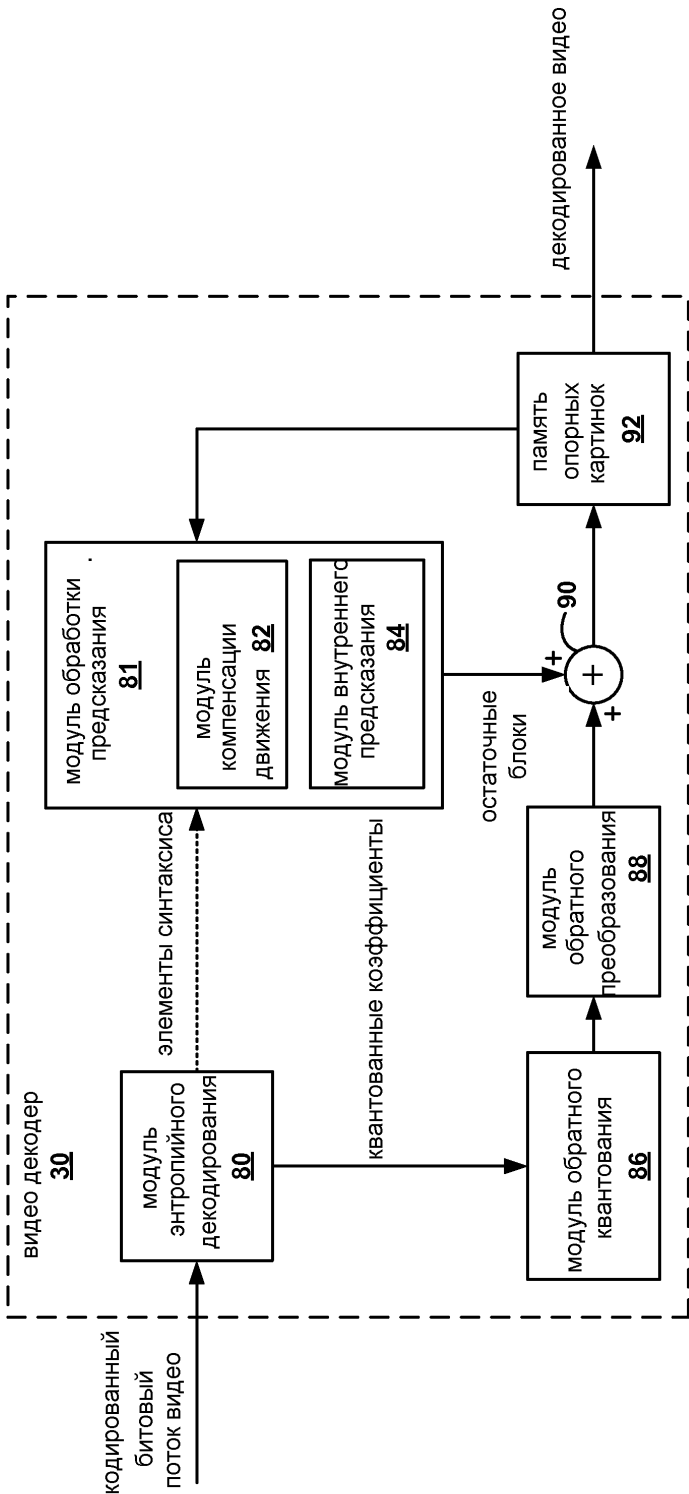 видео декодер
30
кодированный
битовый
поток видео
модуль
энтропийного
декодирования
80
элементы синтаксиса
модуль обработки
предсказания
81
модуль
компенсации
движения 82
модуль внутреннего
предсказания
84
квантованные коэффициенты
остаточные
блоки
модуль обратного
квантования
86
модуль
обратного
преобразования
88
+
+
+
90
память
опорных
картинок
92
декодированное видео